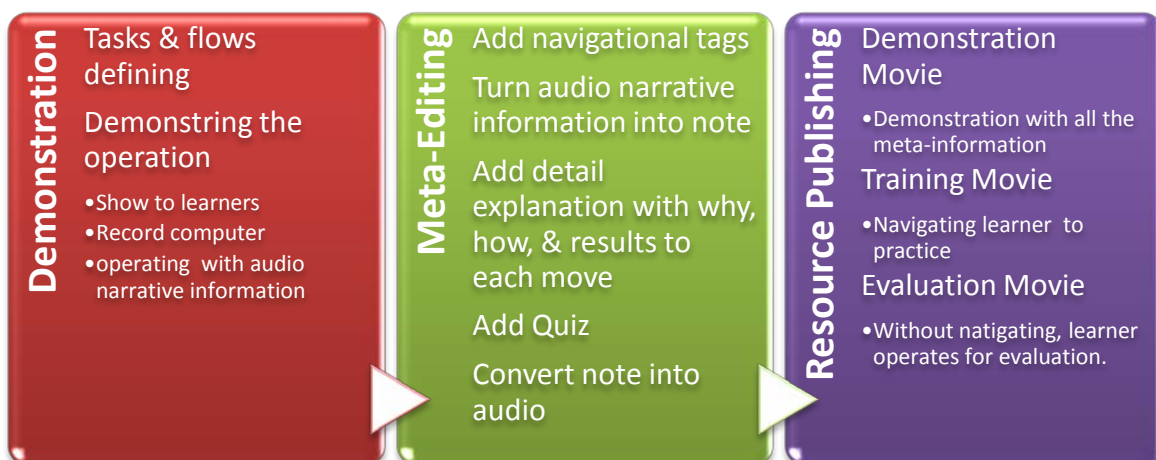 Demonstration
Tasks & flows
defining
Demonstring the
operation
•Show to learners
•Record computer
•operating with audio
narrative information
Meta-Editing
Add navigational tags
Turn audio narrative
information into note
Add detail
explanation with why,
how, & results to
each move
Add Quiz
Convert note into
audio
Resource Publishing
Demonstration
Movie
•Demonstration with all the
meta-information
Training Movie
•Navigating learner to
practice
Evaluation Movie
•Without natigating, learner
operates for evaluation.